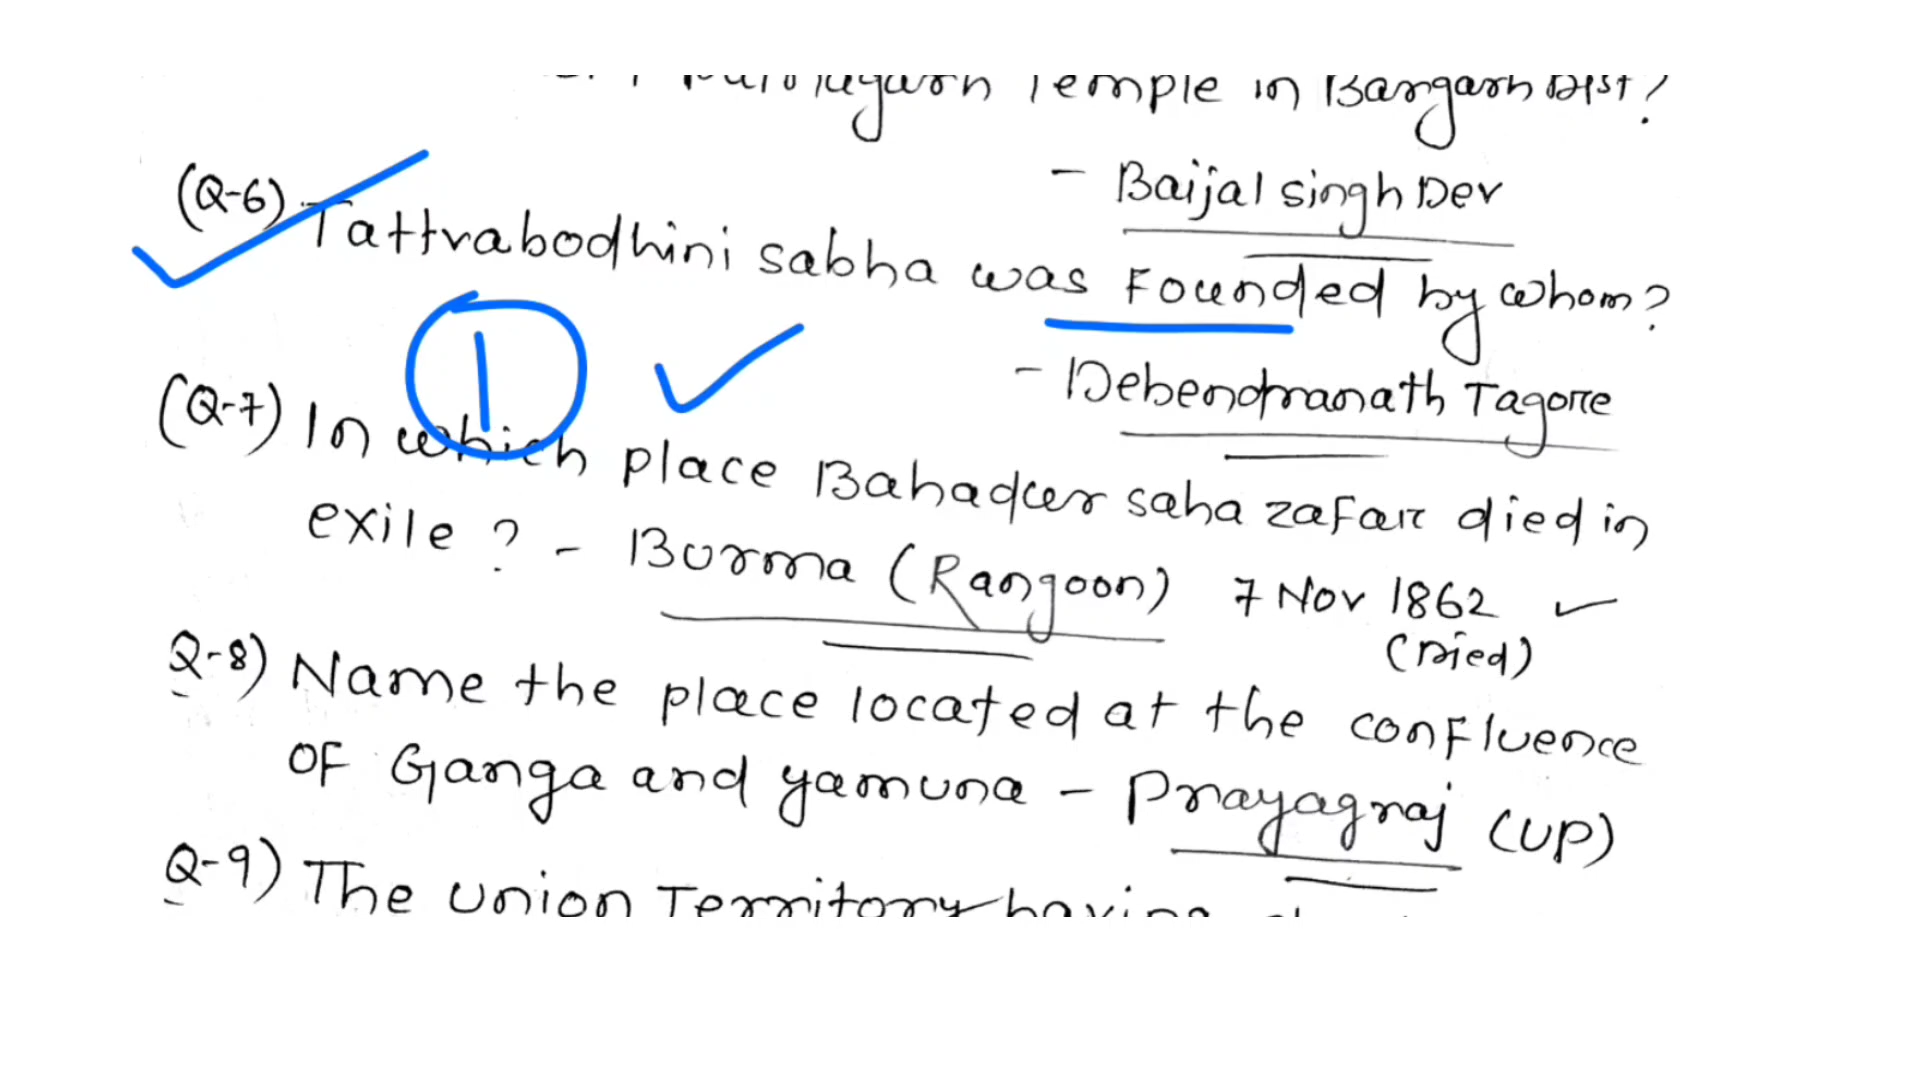 Temple in Bargarh Dist?
- Baijal singh Dev
(Q-6) Tattvabodhini sabha was Founded by whom?
1
- Debendranath Tagore
(Q-7) In which place Bahadur saha zafar died in
exile? - Burma (Rangoon) 7 Nov 1862
(Died)
Q-8) Name the place located at the confluence
OF Ganga and yamuna - Prayagraj (UP)
Q-9) The union Territory having